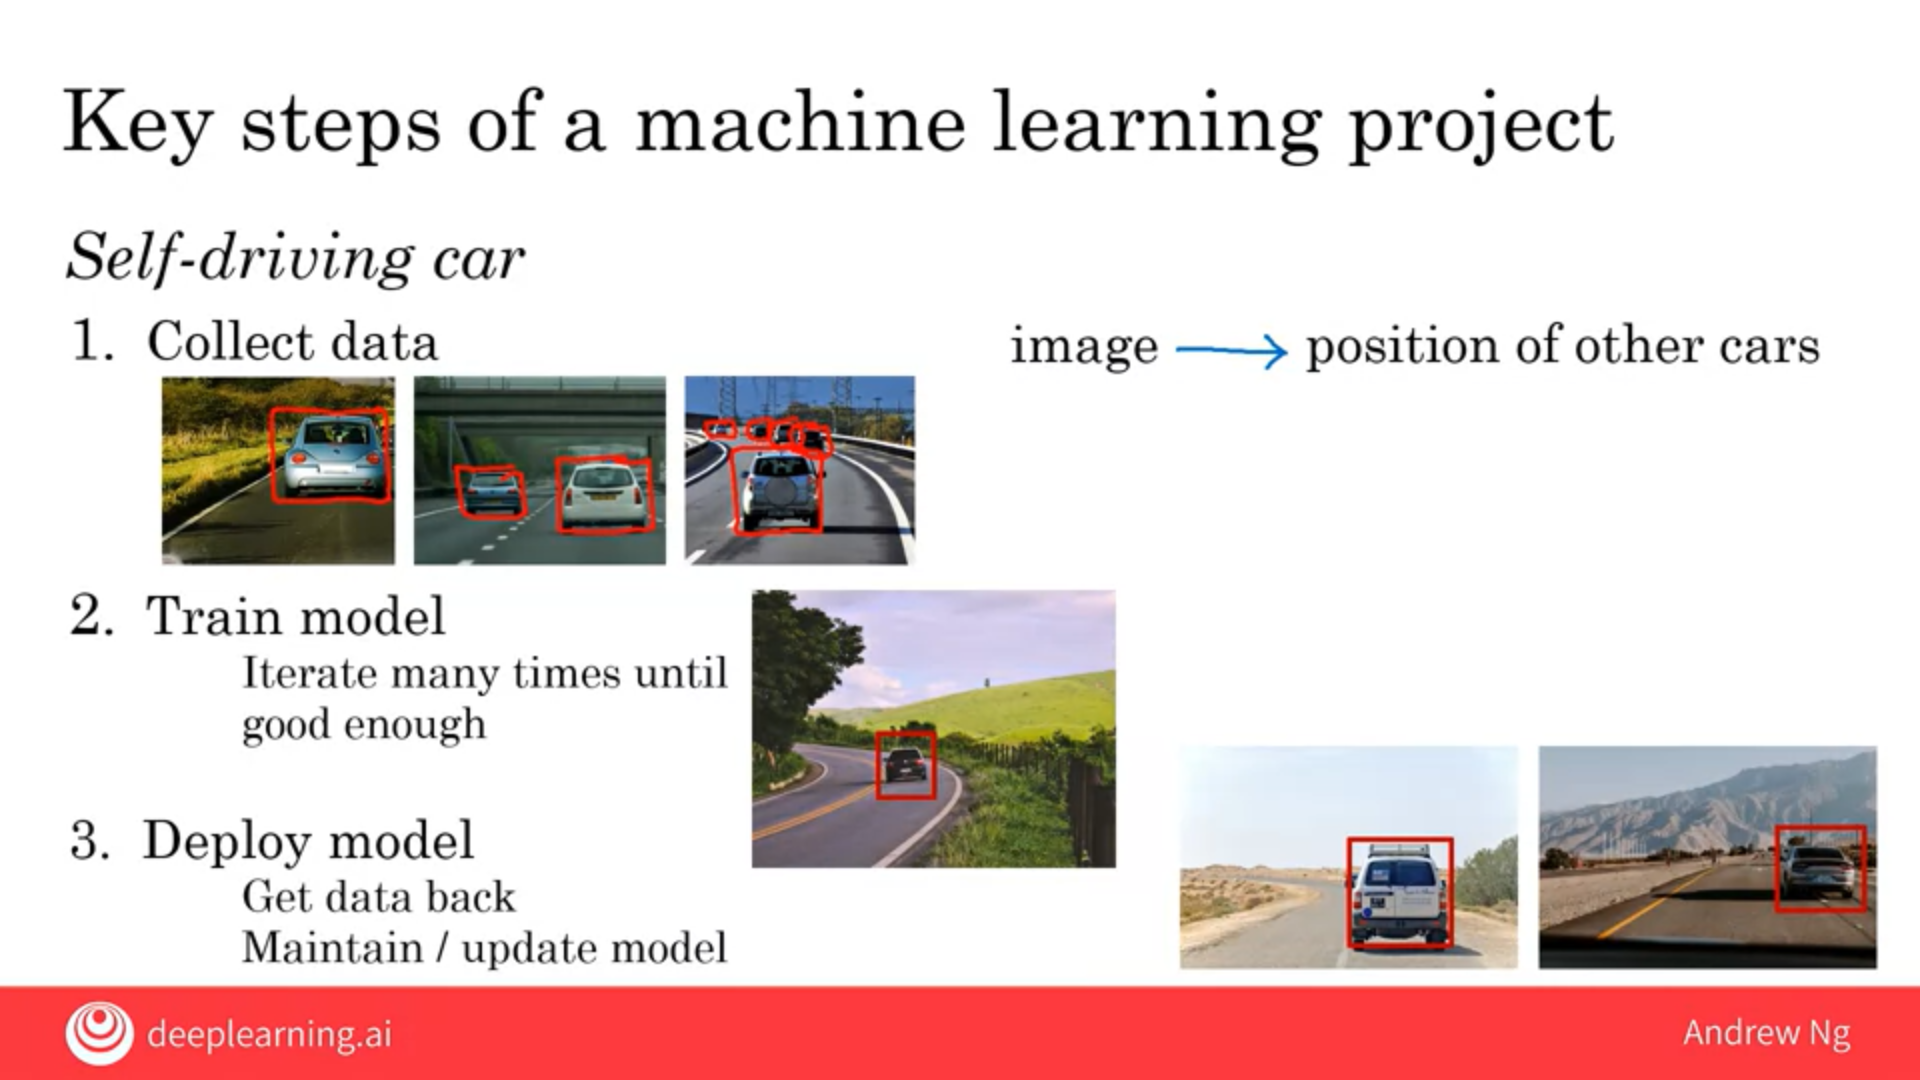 Key steps of a machine learning project
Self-driving car
1. Collect data
image → position of other cars
2. Train model
Iterate many times until
good enough
3. Deploy model
Get data back
Maintain / update model
deeplearning.ai
Andrew Ng